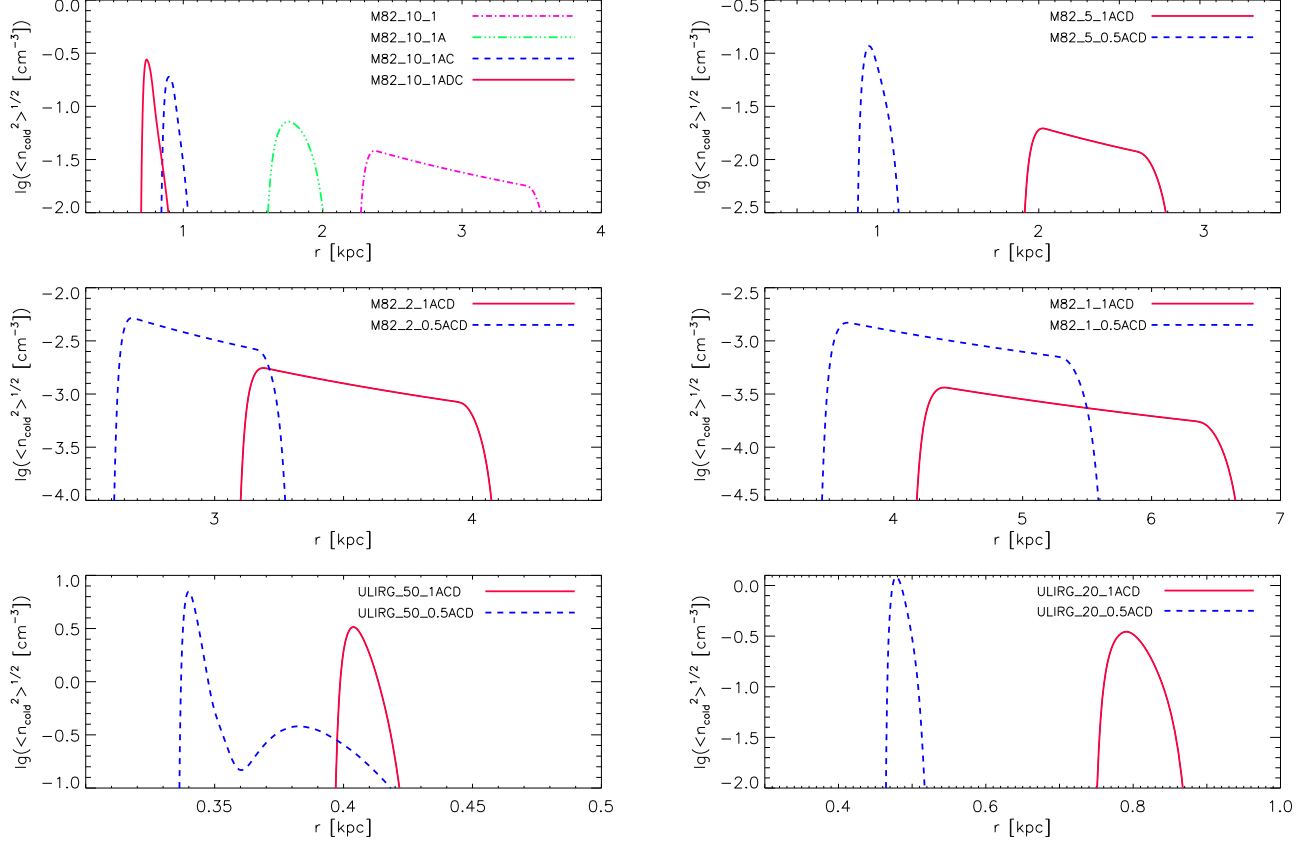 lg(<n_cold^2>^1/2 [cm^-3])
0.0
-0.5
-1.0
-1.5
-2.0
M82_10_1
M82_10_1A
M82_10_1AC
M82_10_1ADC
1 2 3 4
r [kpc]
lg(<n_cold^2>^1/2 [cm^-3])
-0.5
-1.0
-1.5
-2.0
-2.5
M82_5_1ACD
M82_5_0.5ACD
1 2 3
r [kpc]
lg(<n_cold^2>^1/2 [cm^-3])
-2.0
-2.5
-3.0
-3.5
-4.0
M82_2_1ACD
M82_2_0.5ACD
3 4
r [kpc]
lg(<n_cold^2>^1/2 [cm^-3])
-2.5
-3.0
-3.5
-4.0
-4.5
M82_1_1ACD
M82_1_0.5ACD
4 5 6 7
r [kpc]
lg(<n_cold^2>^1/2 [cm^-3])
1.0
0.5
0.0
-0.5
-1.0
ULIRG_50_1ACD
ULIRG_50_0.5ACD
0.35 0.4 0.45 0.5
r [kpc]
lg(<n_cold^2>^1/2 [cm^-3])
0.0
-0.5
-1.0
-1.5
-2.0
ULIRG_20_1ACD
ULIRG_20_0.5ACD
0.4 0.6 0.8 1.0
r [kpc]